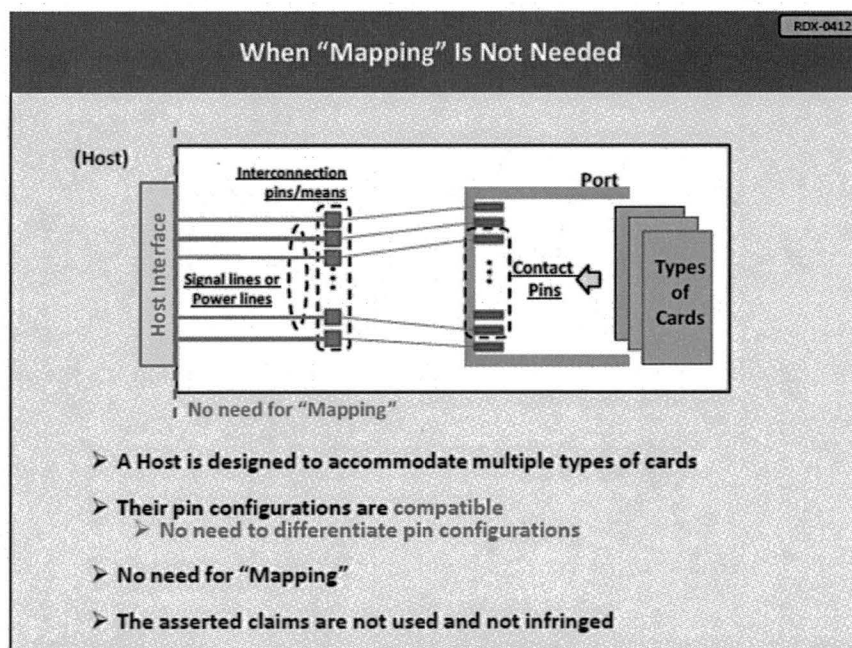 RDX-0412
When "Mapping" Is Not Needed
(Host)
Interconnection
pins/means
Port
Host Interface
Signal lines or
Power lines
Contact
Pins
Types
of
Cards
No need for "Mapping"
➤ A Host is designed to accommodate multiple types of cards
➤ Their pin configurations are compatible
➤ No need to differentiate pin configurations
➤ No need for "Mapping"
➤ The asserted claims are not used and not infringed